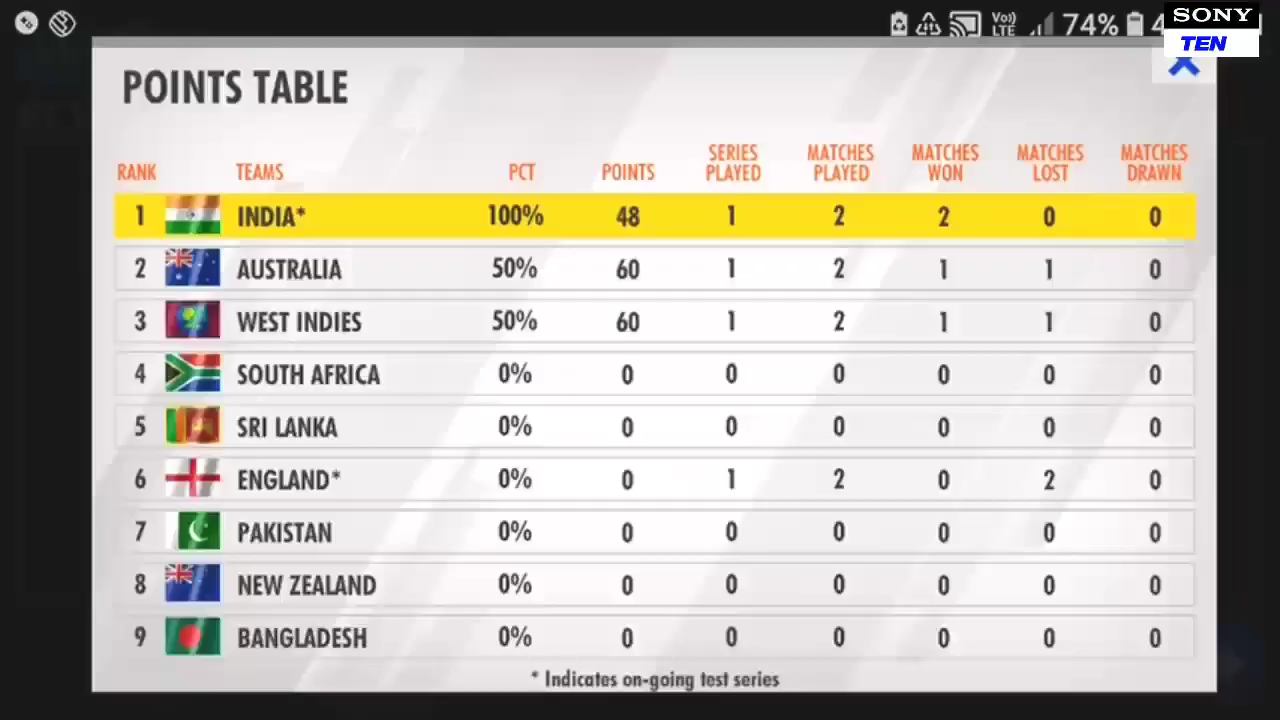 Vo)) LTE 74% 4 SONY
TEN
POINTS TABLE
RANK TEAMS PCT POINTS SERIES PLAYED MATCHES PLAYED MATCHES WON MATCHES LOST MATCHES DRAWN
1 INDIA* 100% 48 1 2 2 0 0
2 AUSTRALIA 50% 60 1 2 1 1 0
3 WEST INDIES 50% 60 1 2 1 1 0
4 SOUTH AFRICA 0% 0 0 0 0 0 0
5 SRI LANKA 0% 0 0 0 0 0 0
6 ENGLAND* 0% 0 1 2 0 2 0
7 PAKISTAN 0% 0 0 0 0 0 0
8 NEW ZEALAND 0% 0 0 0 0 0 0
9 BANGLADESH 0% 0 0 0 0 0 0
* Indicates on-going test series